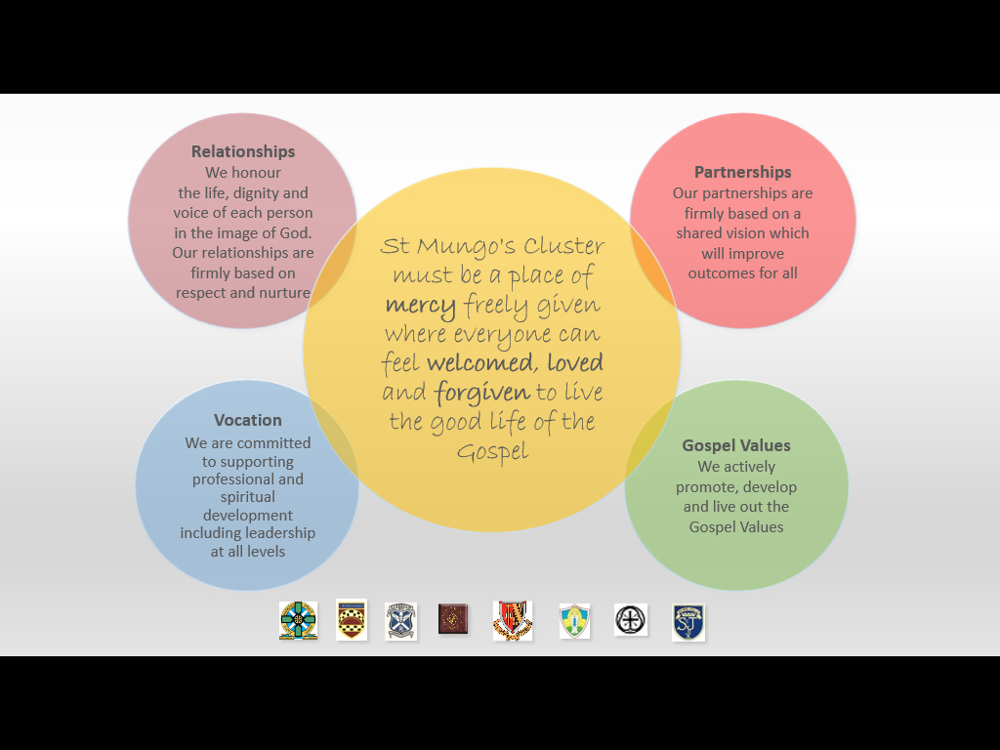 Relationships
We honour
the life, dignity and
voice of each person
in the image of God.
Our relationships are
firmly based on
respect and nurture
Partnerships
Our partnerships are
firmly based on a
shared vision which
will improve
outcomes for all
St Mungo's Cluster
must be a place of
mercy freely given
where everyone can
feel welcomed, loved
and forgiven to live
the good life of the
Gospel
Vocation
We are committed
to supporting
professional and
spiritual
development
including leadership
at all levels
Gospel Values
We actively
promote, develop
and live out the
Gospel Values